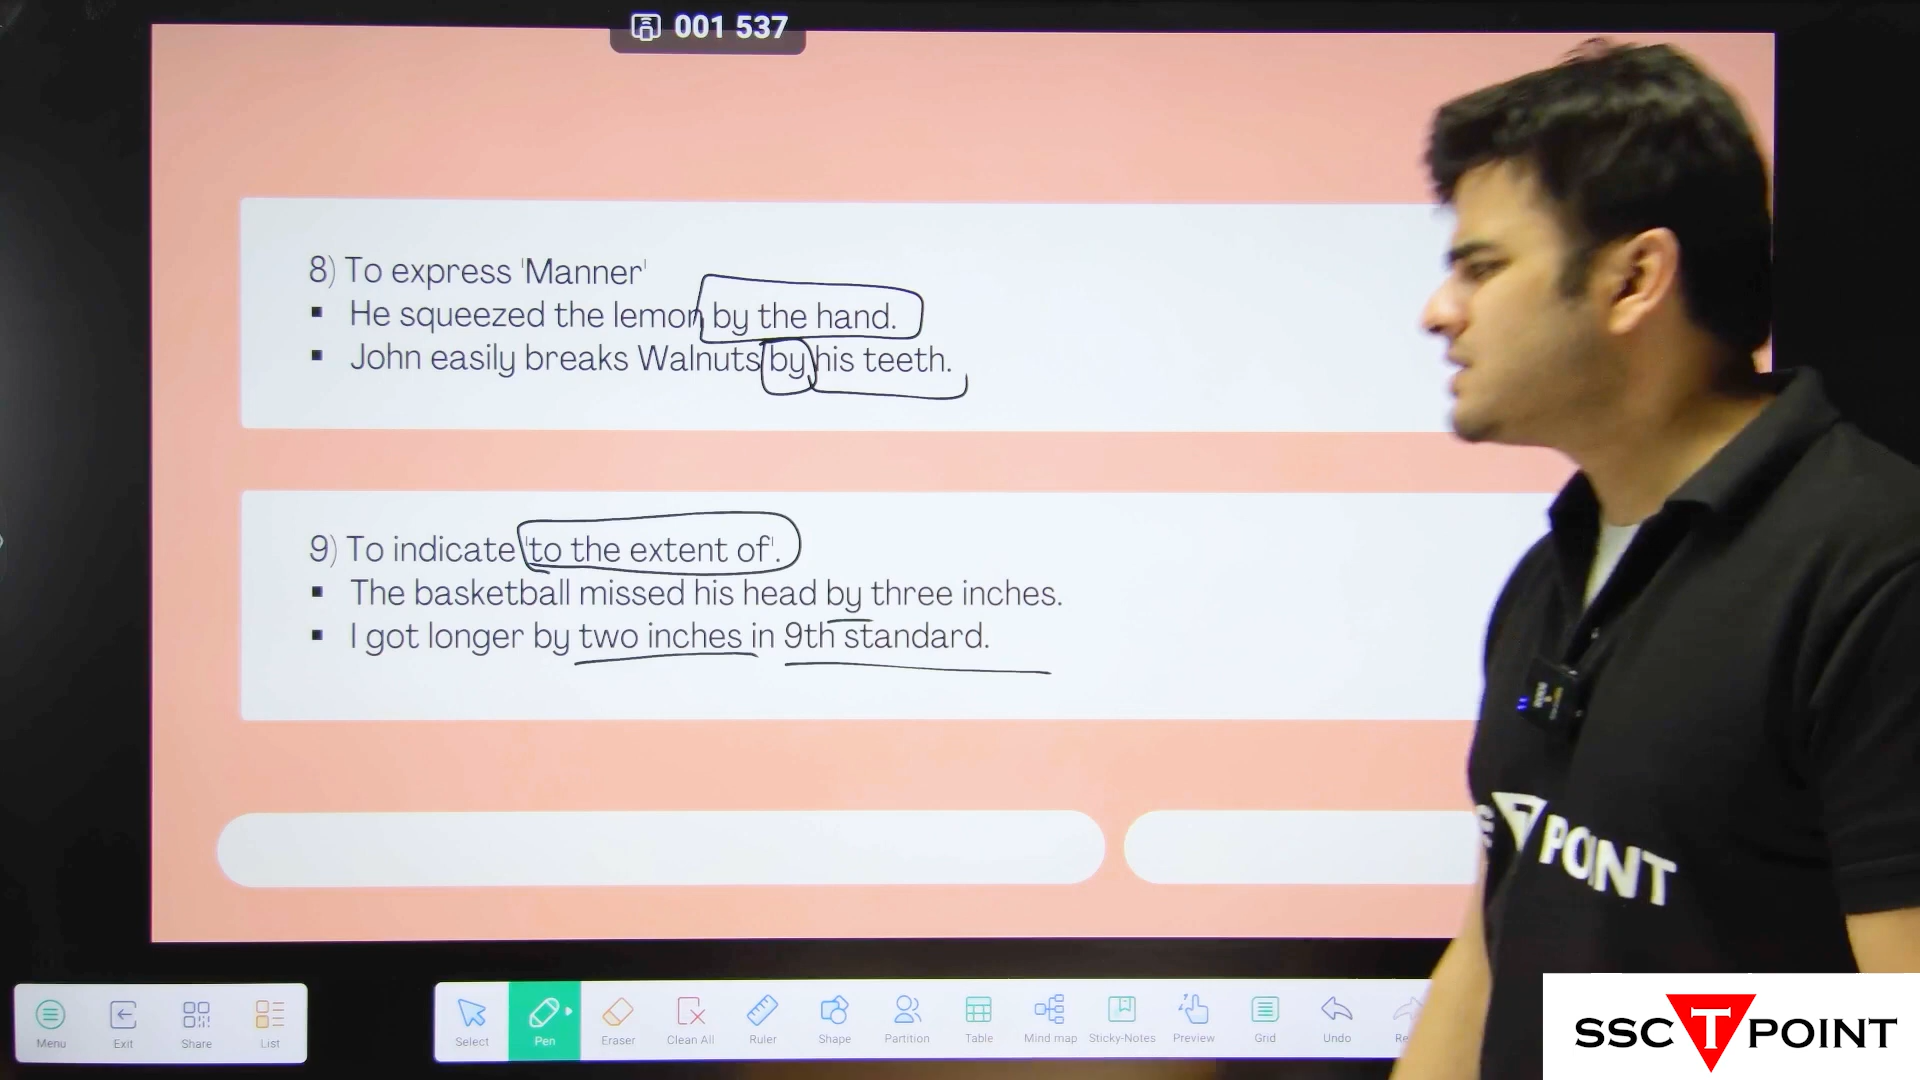 001 537
8) To express 'Manner'
▪ He squeezed the lemon by the hand.
▪ John easily breaks Walnuts by his teeth.
9) To indicate 'to the extent of'.
▪ The basketball missed his head by three inches.
▪ I got longer by two inches in 9th standard.
POINT
Menu Exit Share List
Select Pen Eraser Clean All Ruler Shape Partition Table Mind map Sticky-Notes Preview Grid Undo
SSC T POINT